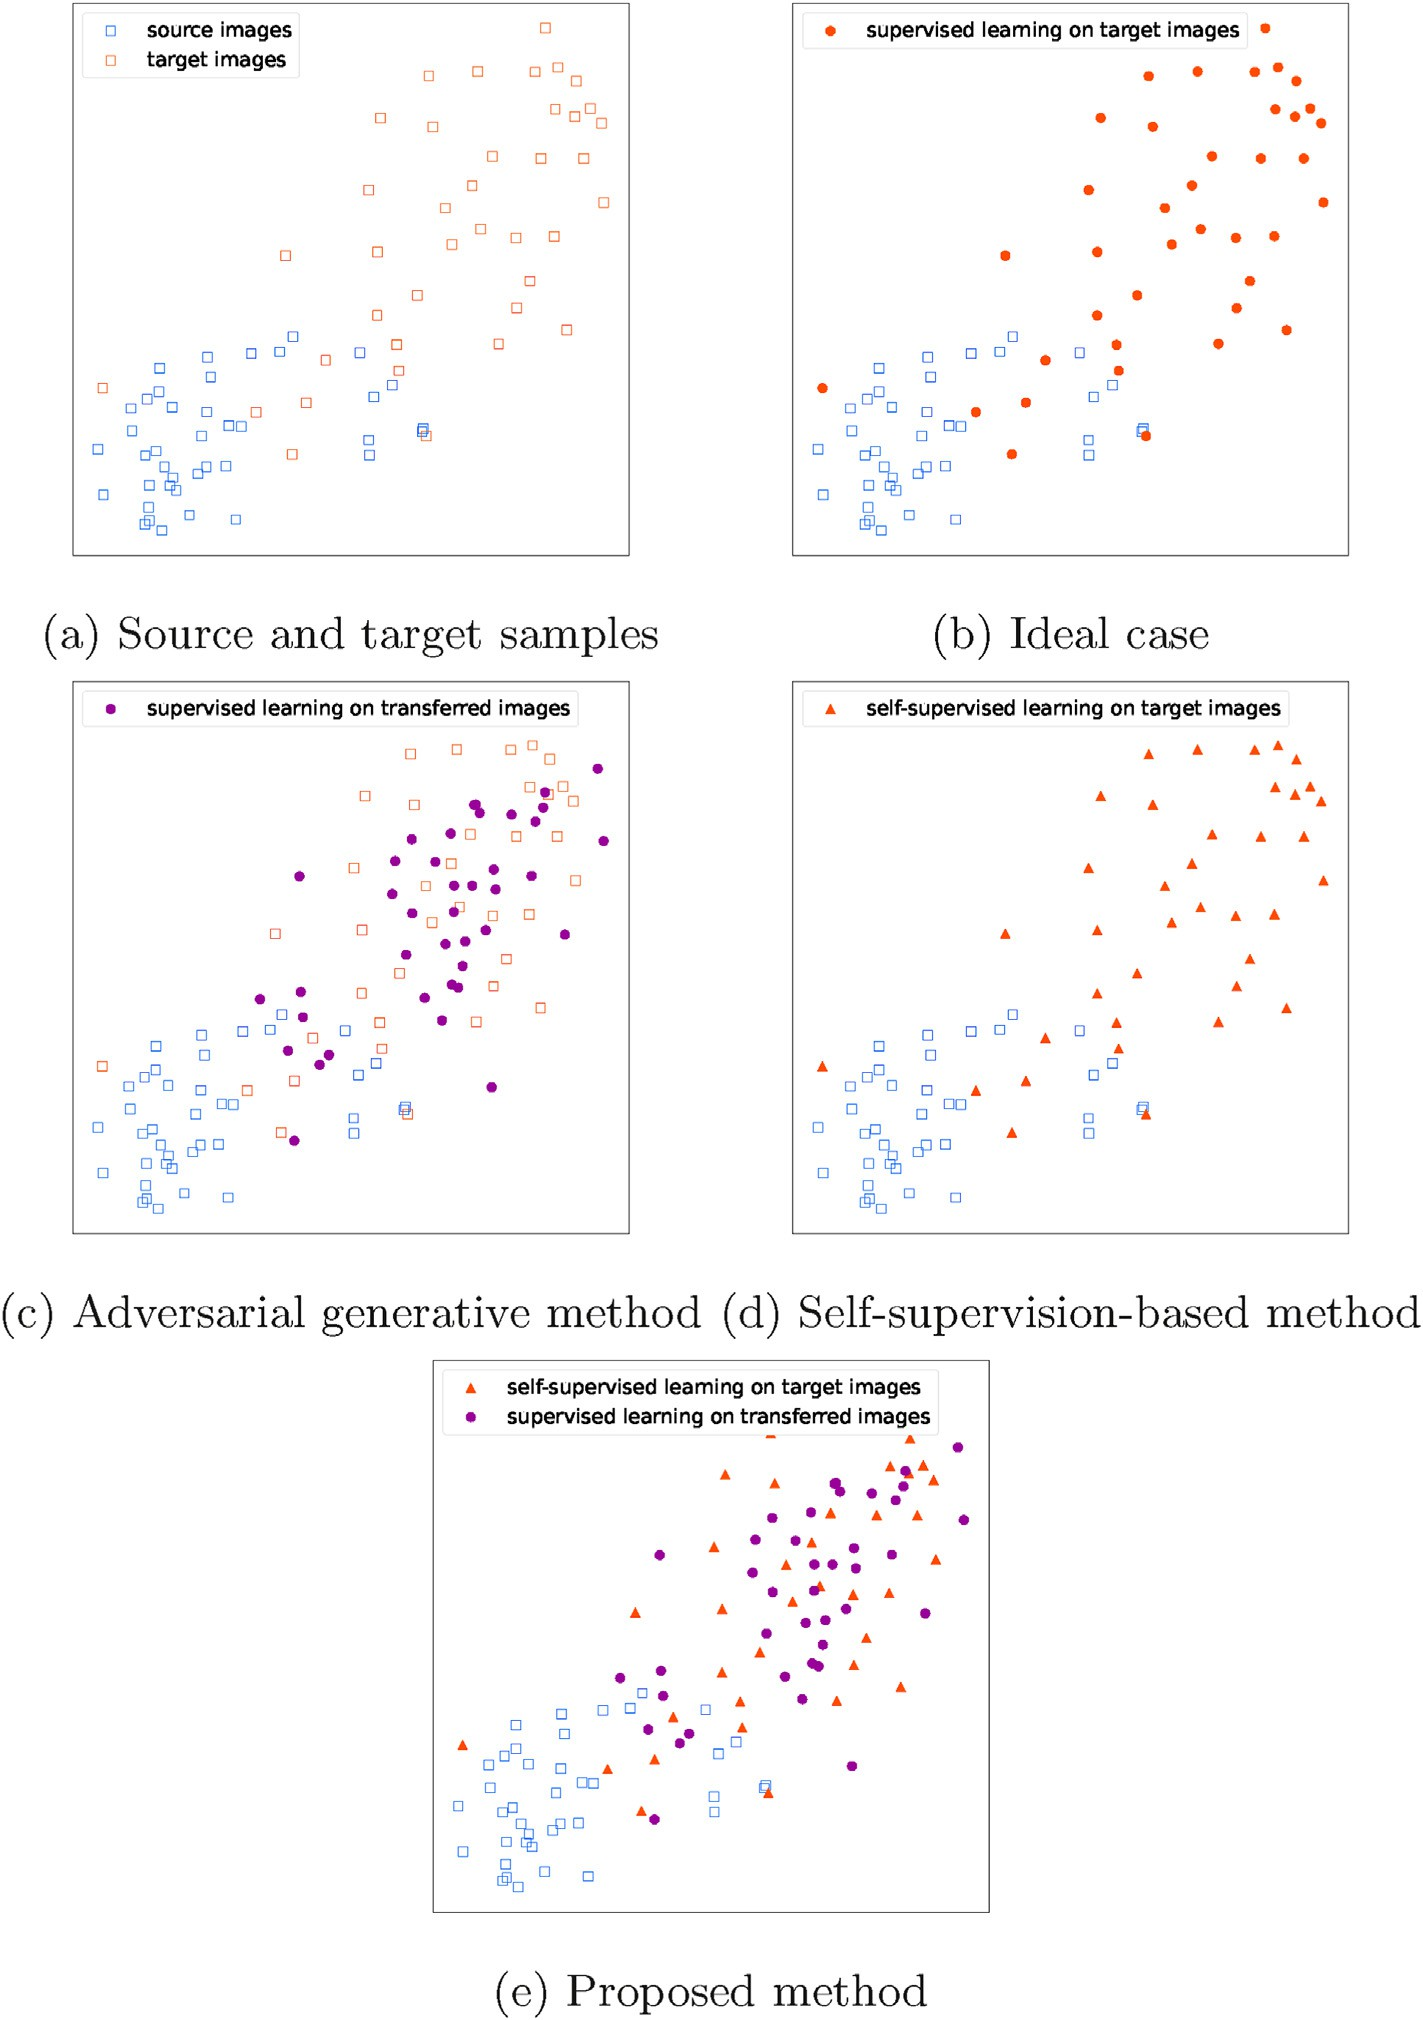 source images
target images
supervised learning on target images
(a) Source and target samples
(b) Ideal case
supervised learning on transferred images
self-supervised learning on target images
(c) Adversarial generative method
(d) Self-supervision-based method
self-supervised learning on target images
supervised learning on transferred images
(e) Proposed method